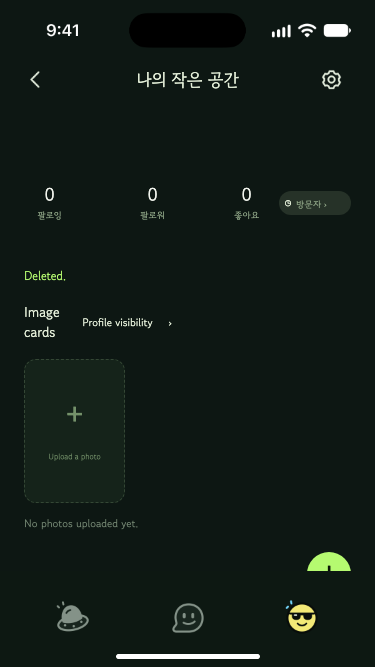 9:41
나의 작은 공간
0
0
0
팔로잉
팔로워
좋아요
방문자 ›
Deleted.
Image cards
Profile visibility ›
+
Upload a photo
No photos uploaded yet.